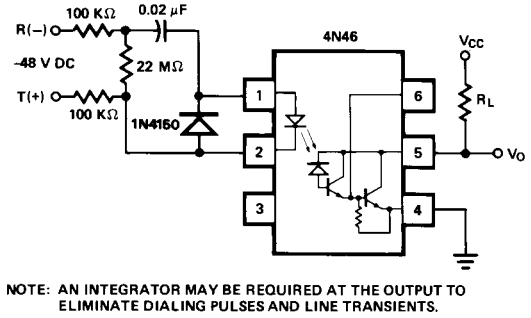 100 KΩ
0.02 µF
4N46
R(−)
VCC
−48 V DC
22 MΩ
1
6
RL
T(+)
100 KΩ
1N4150
2
5
VO
3
4
NOTE: AN INTEGRATOR MAY BE REQUIRED AT THE OUTPUT TO
ELIMINATE DIALING PULSES AND LINE TRANSIENTS.